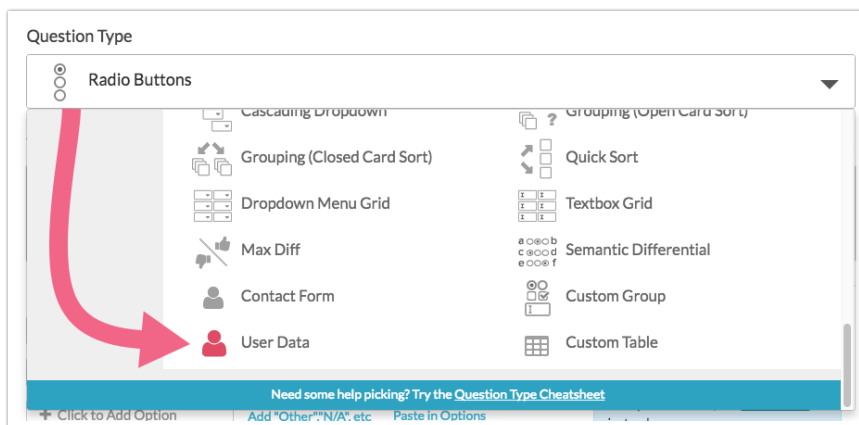 Question Type
Radio Buttons
Cascading Dropdown
Grouping (Open Card Sort)
Grouping (Closed Card Sort)
Quick Sort
Dropdown Menu Grid
Textbox Grid
Max Diff
Semantic Differential
Contact Form
Custom Group
User Data
Custom Table
Need some help picking? Try the Question Type Cheatsheet
+ Click to Add Option
Add "Other","N/A", etc
Paste in Options